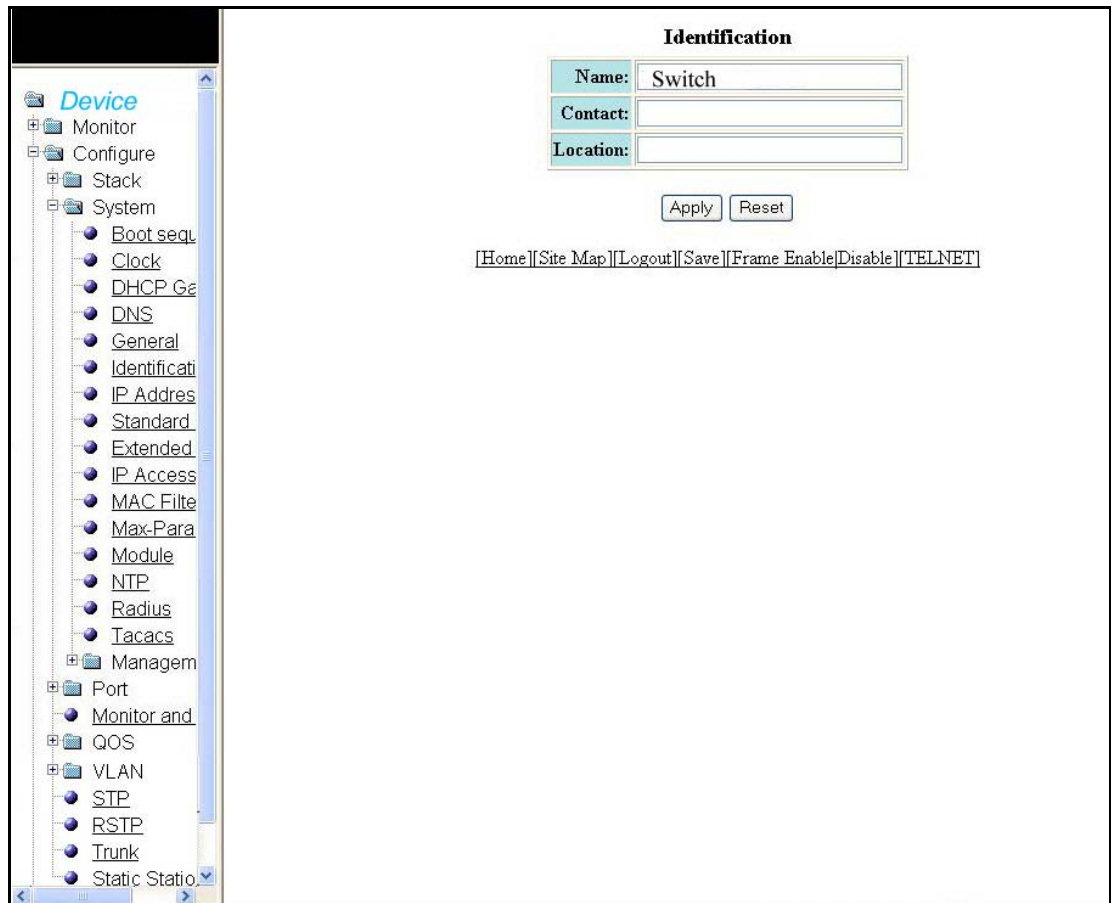 Device
Monitor
Configure
Stack
System
Boot sequ
Clock
DHCP Ga
DNS
General
Identificati
IP Addres
Standard
Extended
IP Access
MAC Filte
Max-Para
Module
NTP
Radius
Tacacs
Managem
Port
Monitor and
QOS
VLAN
STP
RSTP
Trunk
Static Statio
Identification
Name: Switch
Contact:
Location:
Apply Reset
[Home][Site Map][Logout][Save][Frame Enable|Disable][TELNET]